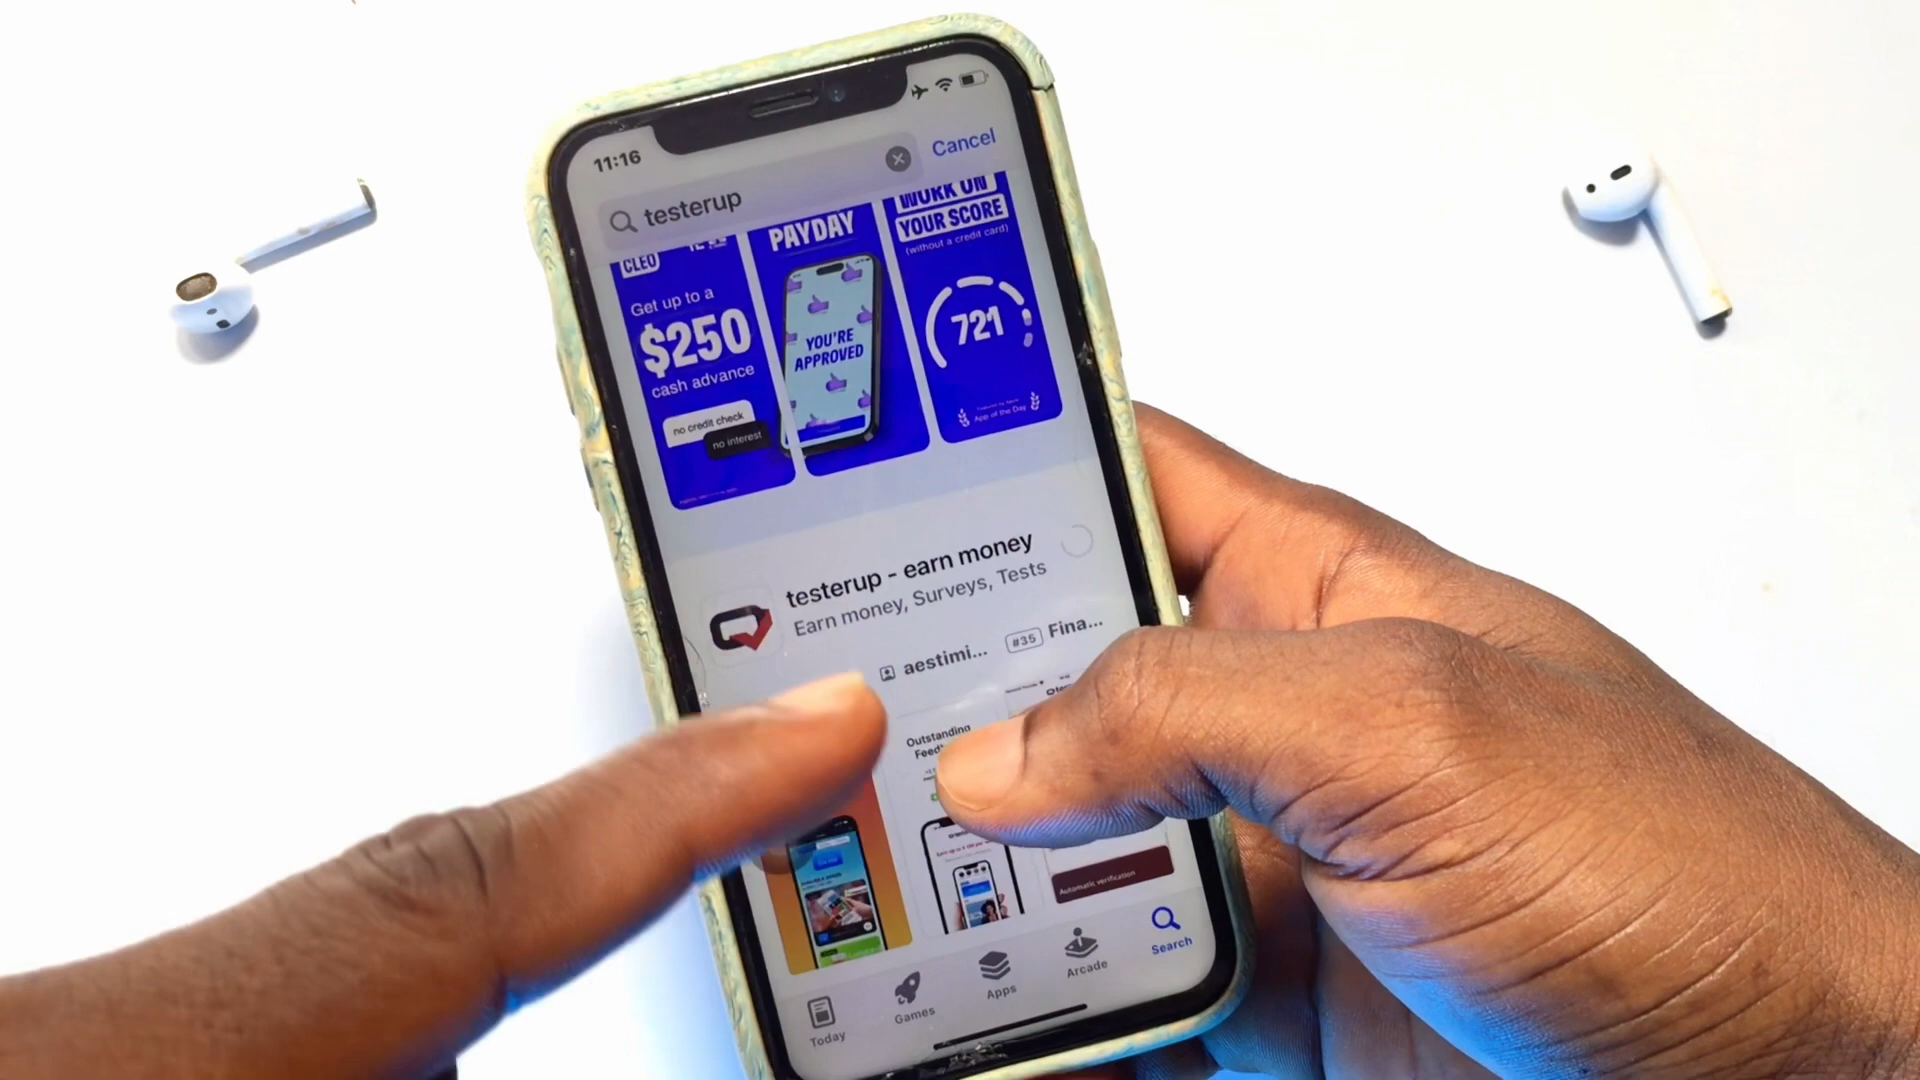 11:16
testerup
Cancel
CLEO
Get up to a
$250
cash advance
no credit check
no interest
PAYDAY
YOU'RE
APPROVED
WORK ON
YOUR SCORE
(without a credit card)
721
App of the Day
testerup - earn money
Earn money, Surveys, Tests
aestimi...
#35
Fina...
Outstanding
Automatic verification
Today
Games
Apps
Arcade
Search